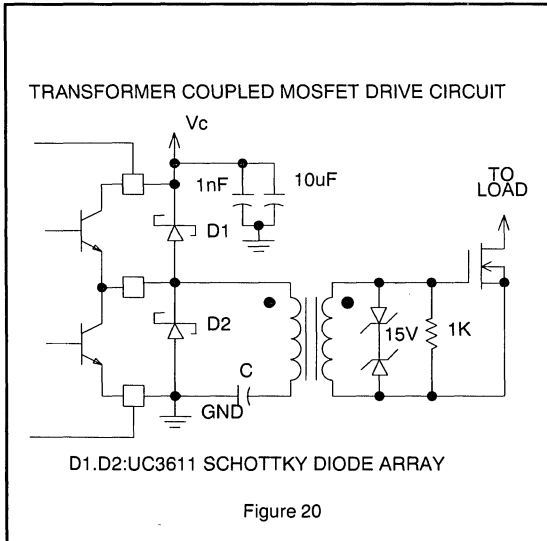 TRANSFORMER COUPLED MOSFET DRIVE CIRCUIT
Vc
1nF
10uF
TO
LOAD
D1
D2
15V
1K
C
GND
D1.D2:UC3611 SCHOTTKY DIODE ARRAY
Figure 20